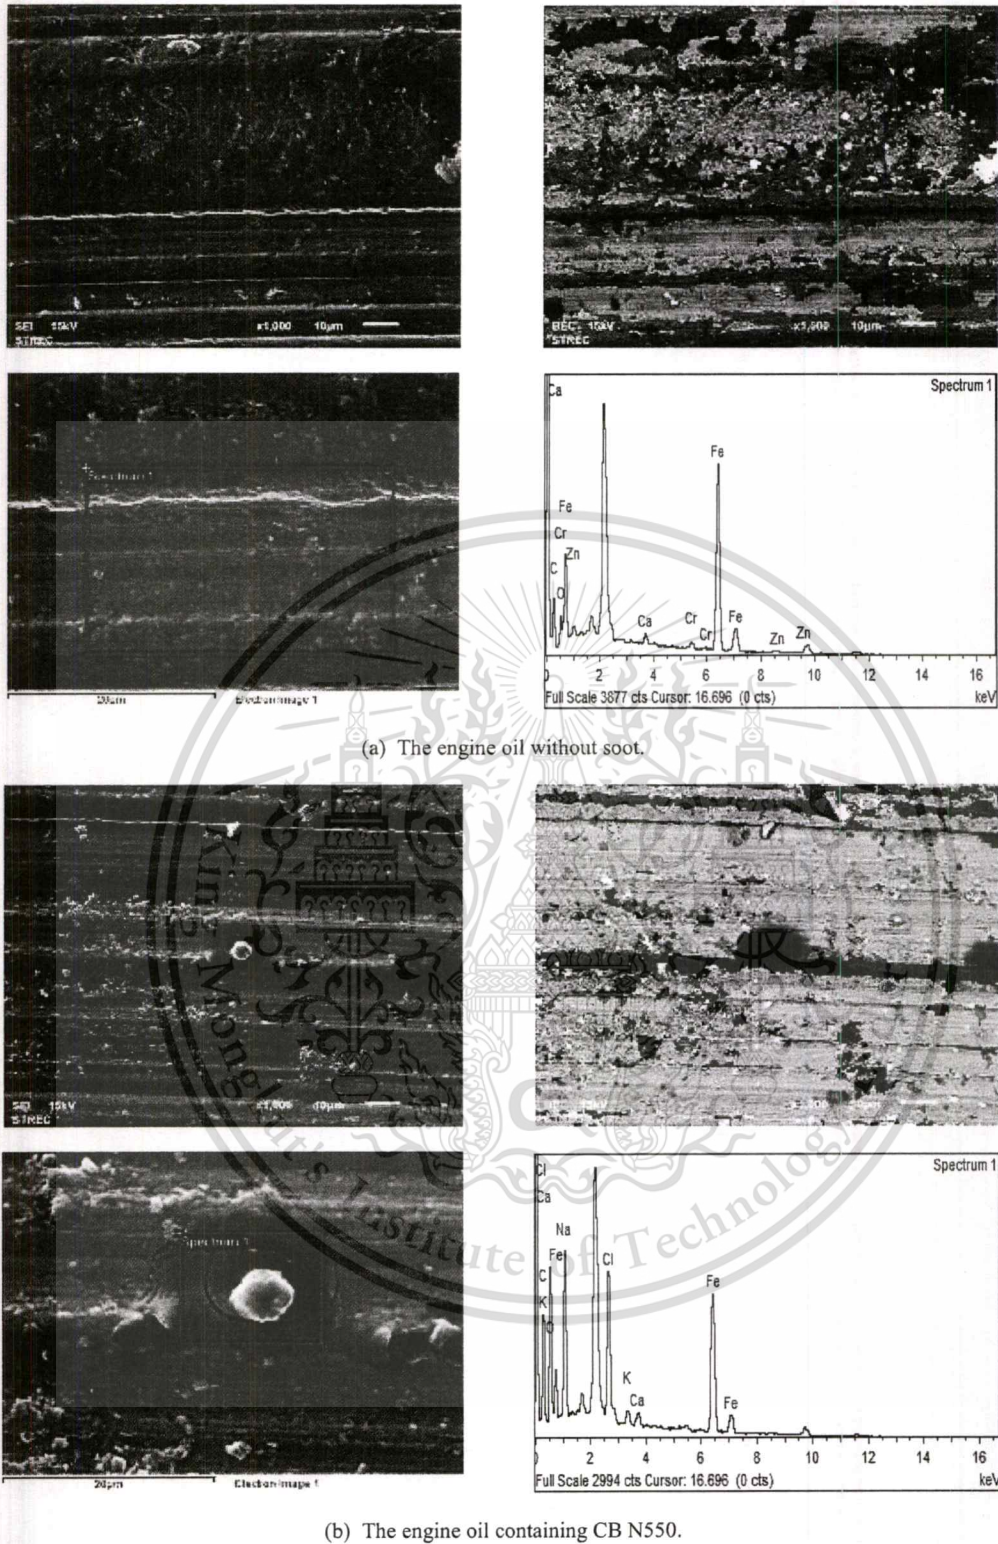 SEI 15kV x1,000 10µm
STREC
BEC 15kV x1,000 10µm
STREC
Spectrum 1
20µm Electron Image 1
Spectrum 1
Ca
Fe
Cr
Zn
C
O
Fe
Ca
Cr
Cr
Fe
Zn
Zn
0 2 4 6 8 10 12 14 16
Full Scale 3877 cts Cursor: 16.696 (0 cts) keV
(a) The engine oil without soot.
SEI 15kV x1,000 10µm
STREC
Spectrum 1
20µm Electron Image 1
Spectrum 1
Cl
Ca
Na
Fe
C
K
O
Cl
K
Ca
Fe
Fe
0 2 4 6 8 10 12 14 16
Full Scale 2994 cts Cursor: 16.696 (0 cts) keV
(b) The engine oil containing CB N550.
King Mongkut's Institute of Technology